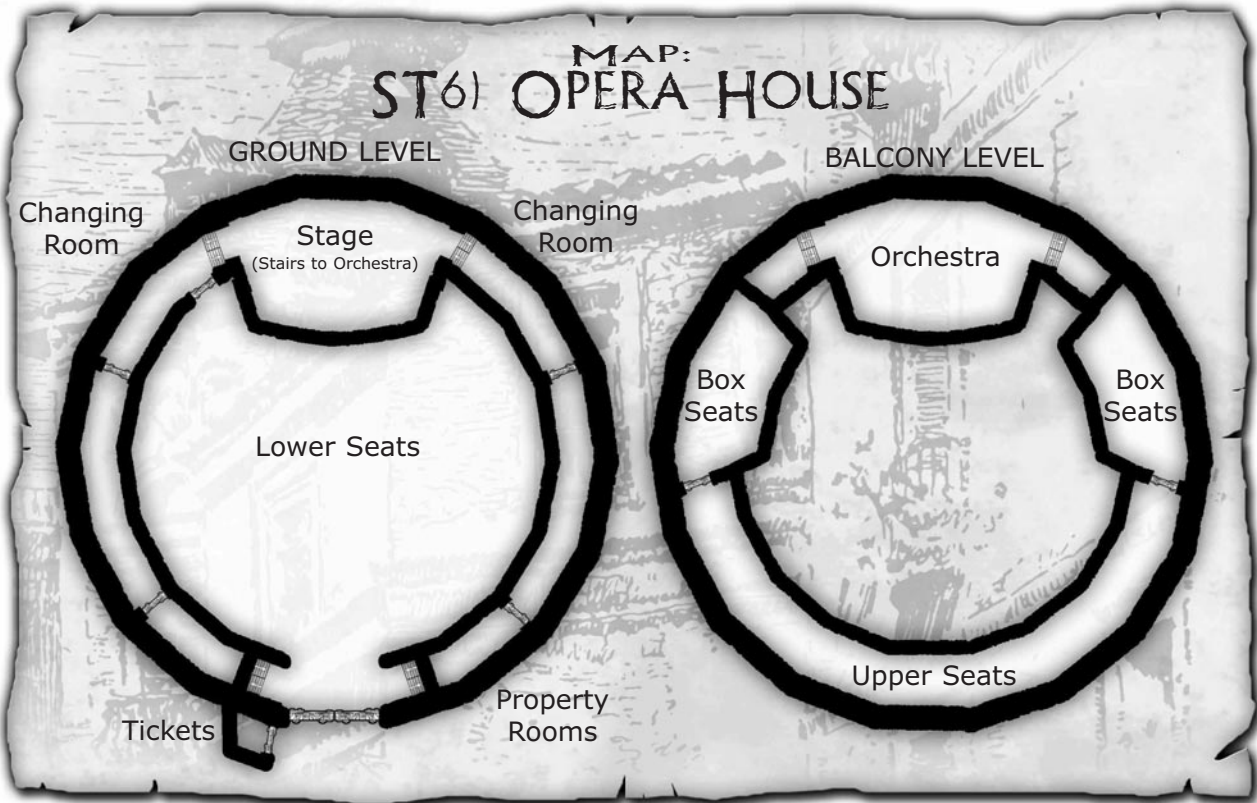 MAP:
ST6) OPERA HOUSE
GROUND LEVEL
Changing
Room
Stage
(Stairs to Orchestra)
Changing
Room
Lower Seats
Tickets
Property
Rooms
BALCONY LEVEL
Orchestra
Box
Seats
Box
Seats
Upper Seats